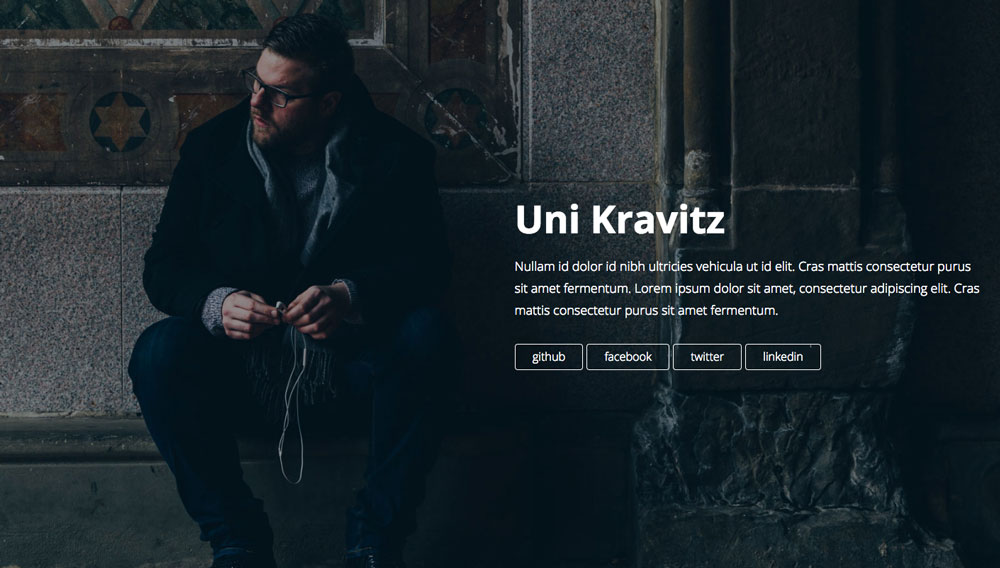 Uni Kravitz
Nullam id dolor id nibh ultricies vehicula ut id elit. Cras mattis consectetur purus
sit amet fermentum. Lorem ipsum dolor sit amet, consectetur adipiscing elit. Cras
mattis consectetur purus sit amet fermentum.
github facebook twitter linkedin